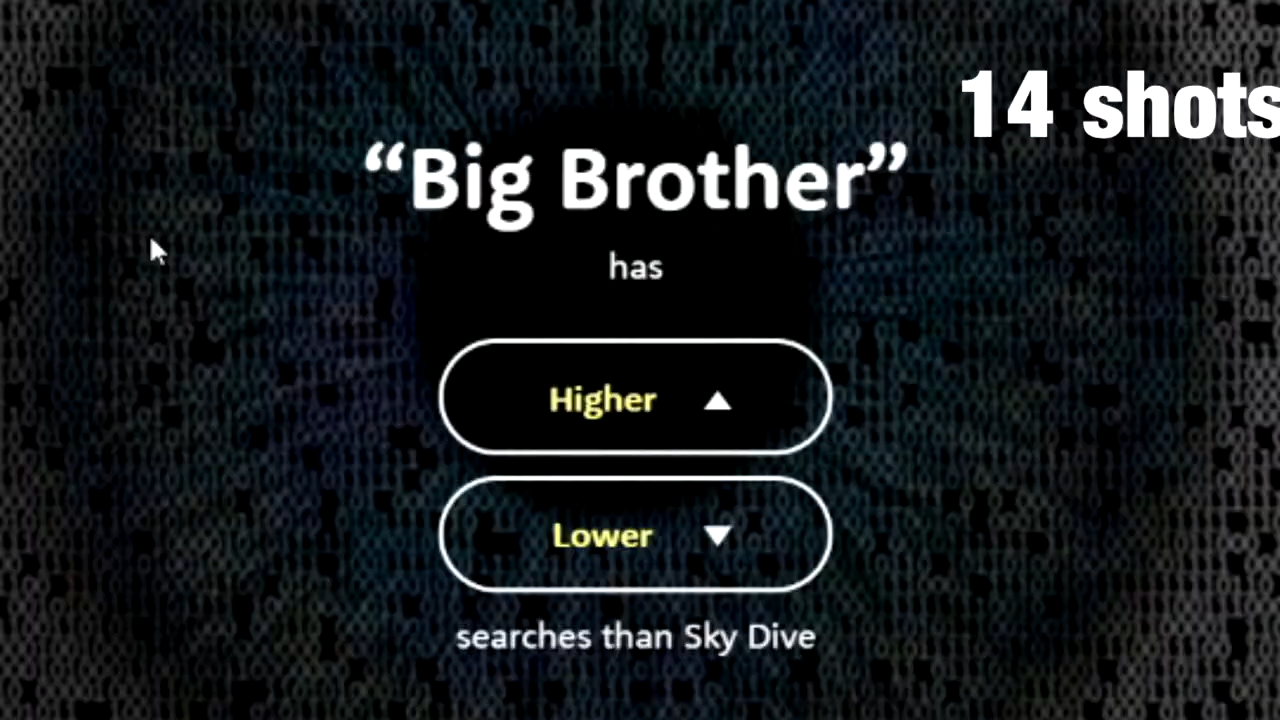 14 shots
“Big Brother”
has
Higher
Lower
searches than Sky Dive